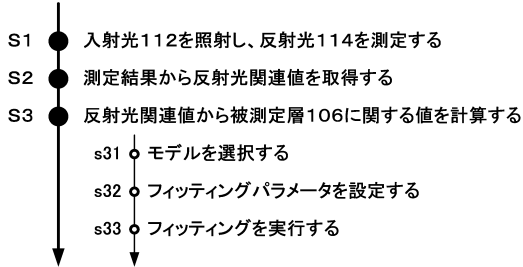 S1 入射光112を照射し、反射光114を測定する
S2 測定結果から反射光関連値を取得する
S3 反射光関連値から被測定層106に関する値を計算する
s31 モデルを選択する
s32 フィッティングパラメータを設定する
s33 フィッティングを実行する